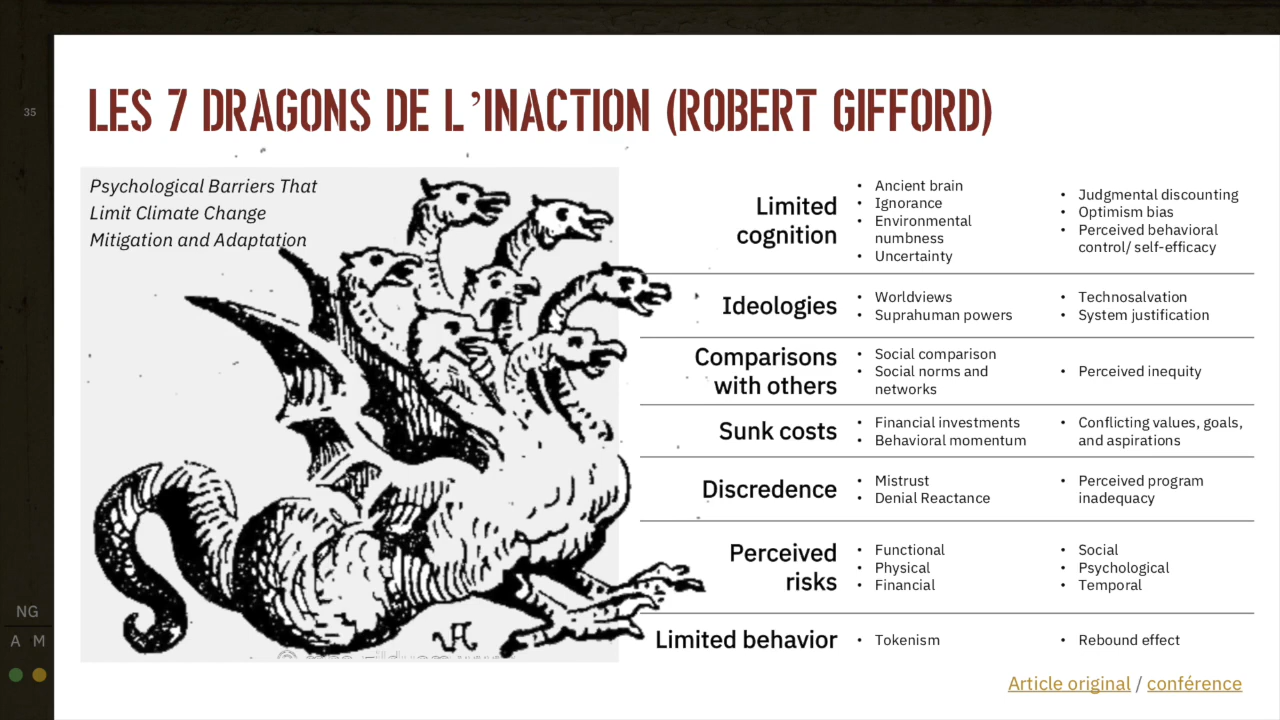 35
LES 7 DRAGONS DE L’INACTION (ROBERT GIFFORD)
Psychological Barriers That
Limit Climate Change
Mitigation and Adaptation
Limited
cognition
• Ancient brain
• Ignorance
• Environmental
numbness
• Uncertainty
• Judgmental discounting
• Optimism bias
• Perceived behavioral
control/ self-efficacy
Ideologies
• Worldviews
• Suprahuman powers
• Technosalvation
• System justification
Comparisons
with others
• Social comparison
• Social norms and
networks
• Perceived inequity
Sunk costs
• Financial investments
• Behavioral momentum
• Conflicting values, goals,
and aspirations
Discredence
• Mistrust
• Denial Reactance
• Perceived program
inadequacy
Perceived
risks
• Functional
• Physical
• Financial
• Social
• Psychological
• Temporal
Limited behavior
• Tokenism
• Rebound effect
NG
A M
Article original / conférence